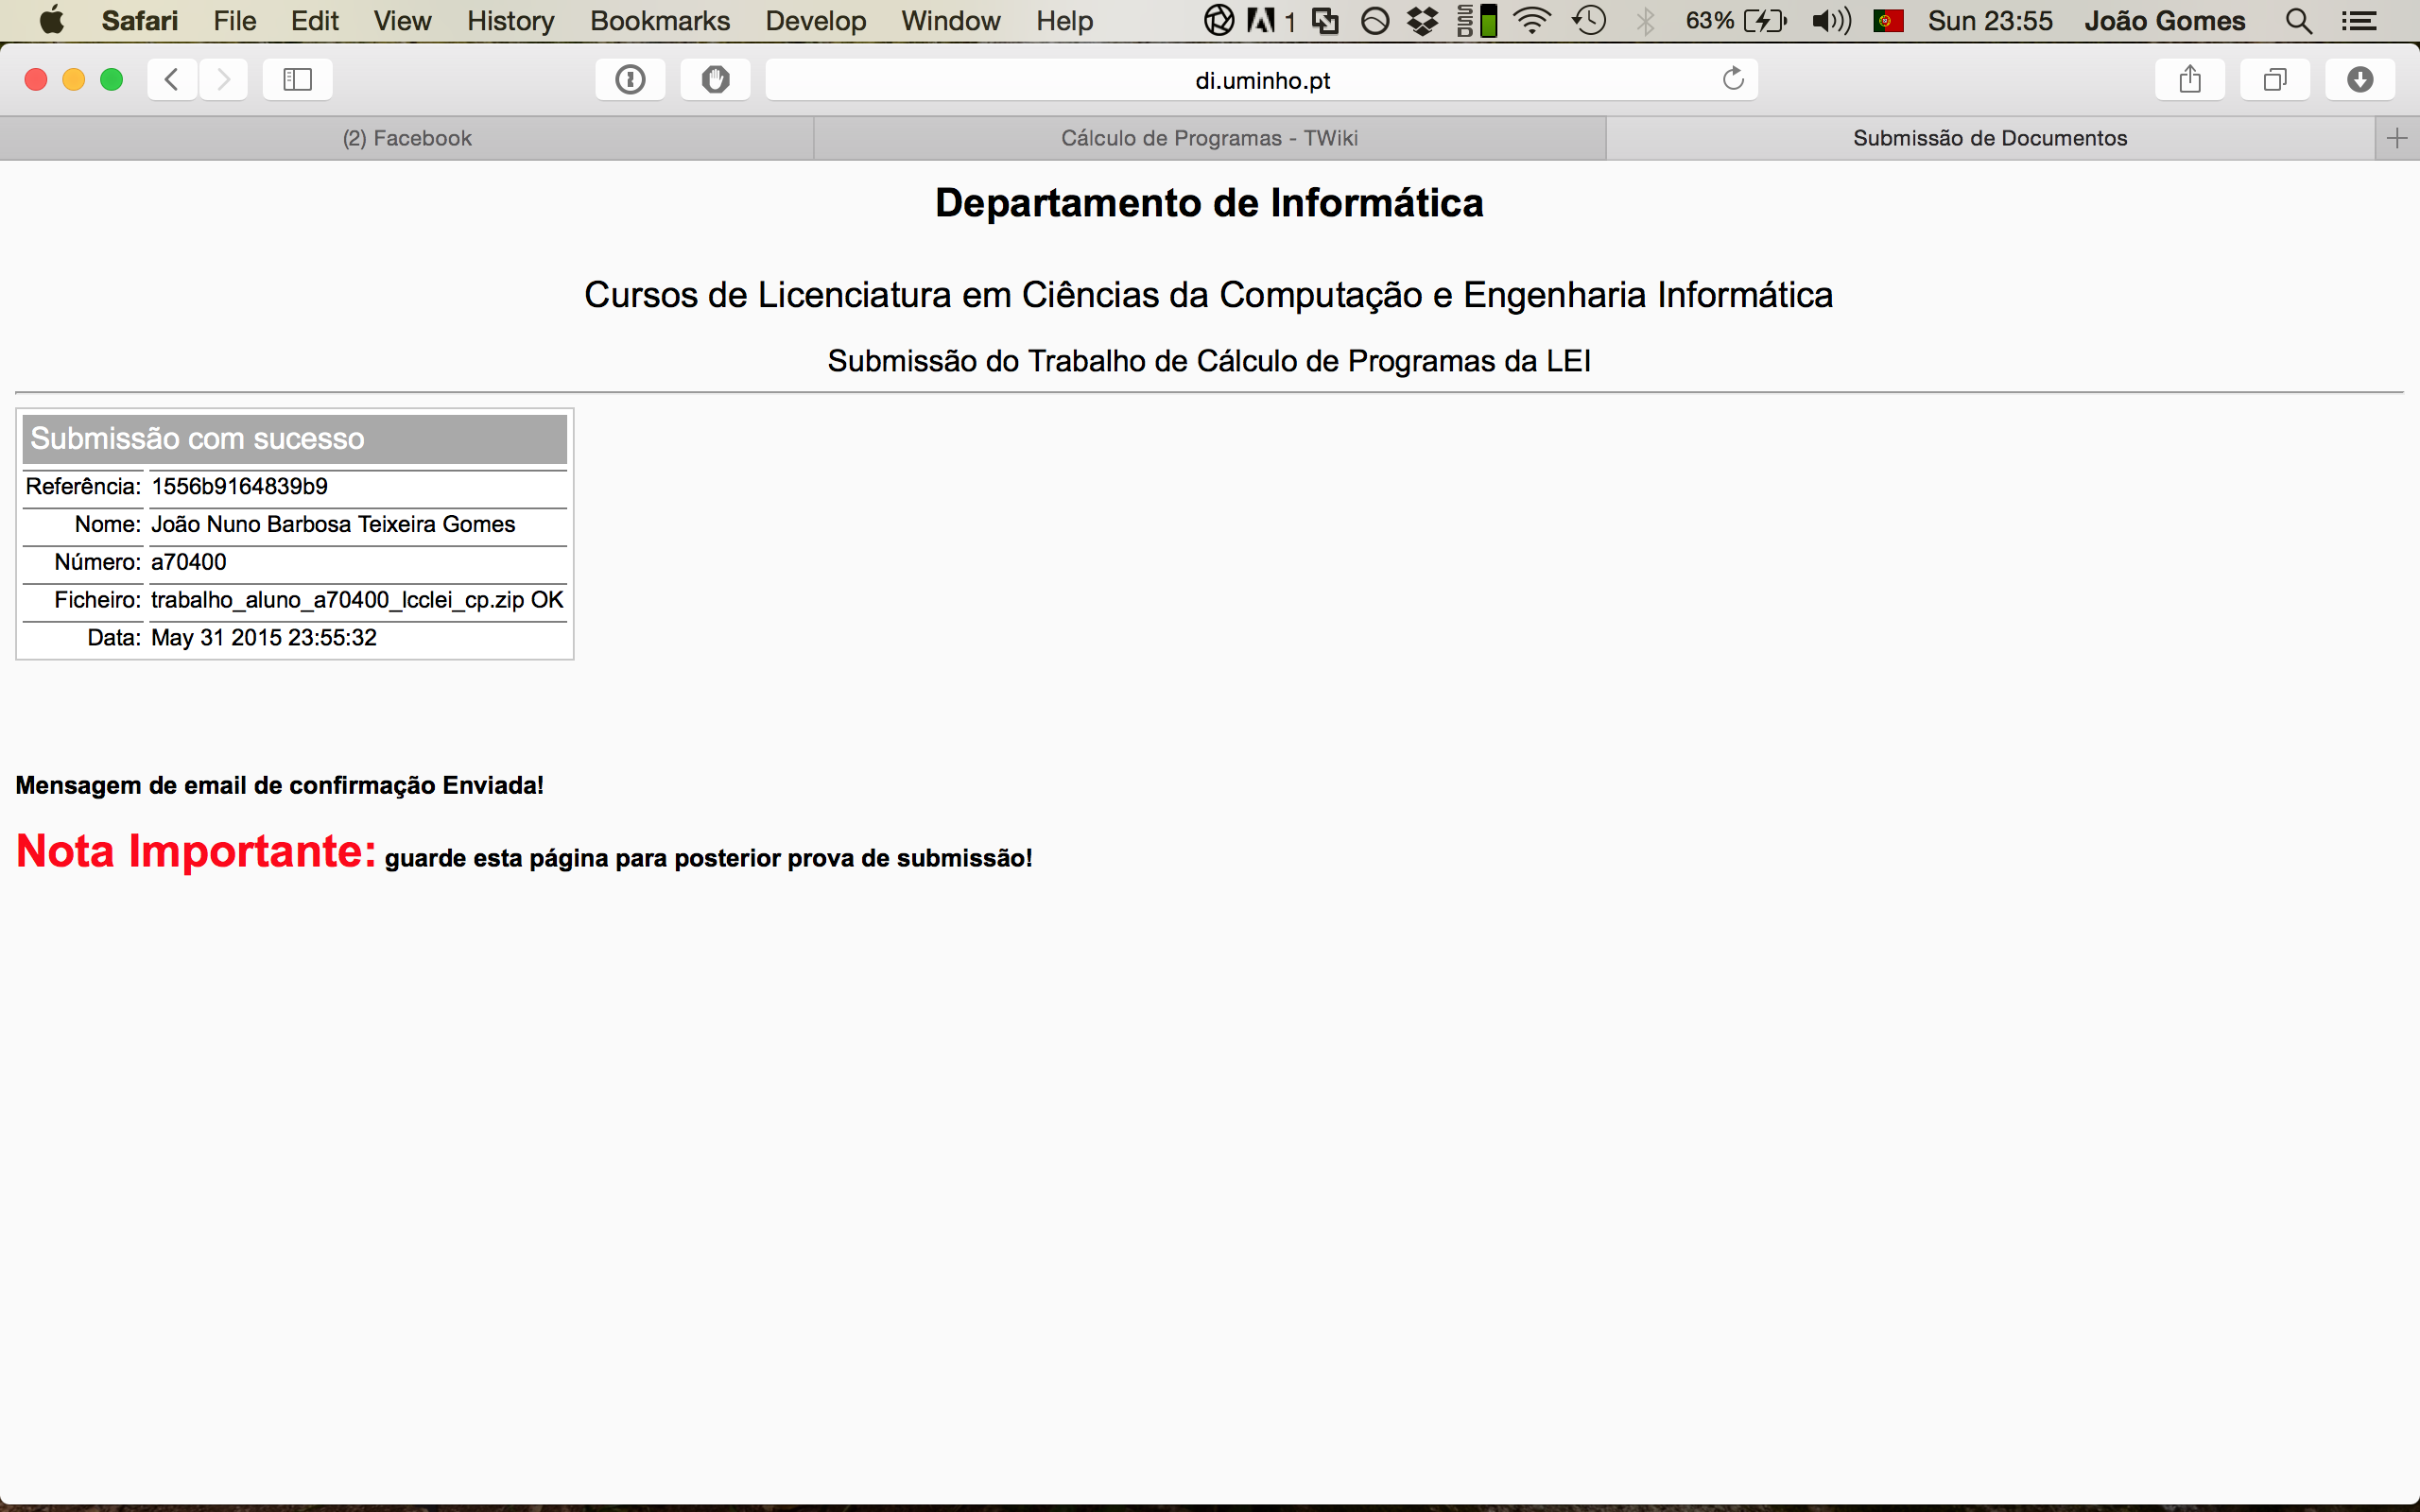 Safari File Edit View History Bookmarks Develop Window Help 1 SSD 63% Sun 23:55 João Gomes
di.uminho.pt
(2) Facebook Cálculo de Programas - TWiki Submissão de Documentos
Departamento de Informática
Cursos de Licenciatura em Ciências da Computação e Engenharia Informática
Submissão do Trabalho de Cálculo de Programas da LEI
Submissão com sucesso
Referência: 1556b9164839b9
Nome: João Nuno Barbosa Teixeira Gomes
Número: a70400
Ficheiro: trabalho_aluno_a70400_lcclei_cp.zip OK
Data: May 31 2015 23:55:32
Mensagem de email de confirmação Enviada!
Nota Importante: guarde esta página para posterior prova de submissão!